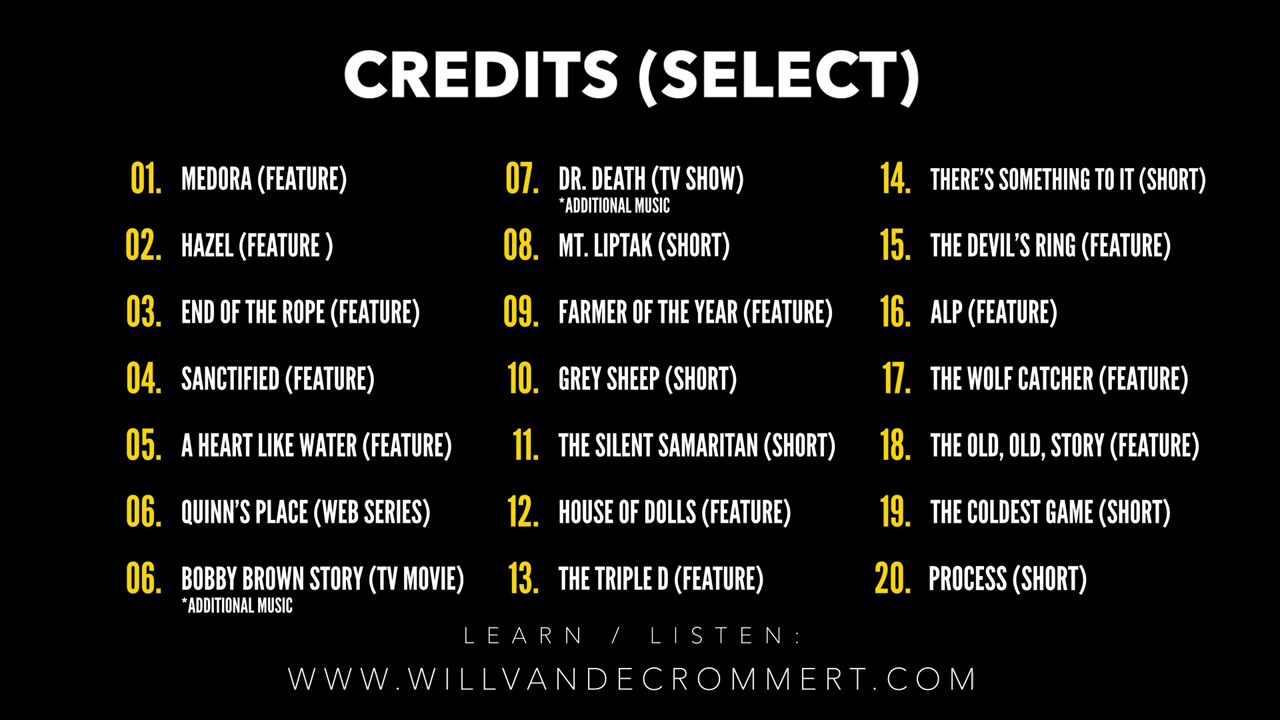 CREDITS (SELECT)
01. MEDORA (FEATURE)
02. HAZEL (FEATURE )
03. END OF THE ROPE (FEATURE)
04. SANCTIFIED (FEATURE)
05. A HEART LIKE WATER (FEATURE)
06. QUINN'S PLACE (WEB SERIES)
06. BOBBY BROWN STORY (TV MOVIE)
*ADDITIONAL MUSIC
07. DR. DEATH (TV SHOW)
*ADDITIONAL MUSIC
08. MT. LIPTAK (SHORT)
09. FARMER OF THE YEAR (FEATURE)
10. GREY SHEEP (SHORT)
11. THE SILENT SAMARITAN (SHORT)
12. HOUSE OF DOLLS (FEATURE)
13. THE TRIPLE D (FEATURE)
14. THERE'S SOMETHING TO IT (SHORT)
15. THE DEVIL'S RING (FEATURE)
16. ALP (FEATURE)
17. THE WOLF CATCHER (FEATURE)
18. THE OLD, OLD, STORY (FEATURE)
19. THE COLDEST GAME (SHORT)
20. PROCESS (SHORT)
LEARN / LISTEN:
WWW.WILLVANDECROMMERT.COM